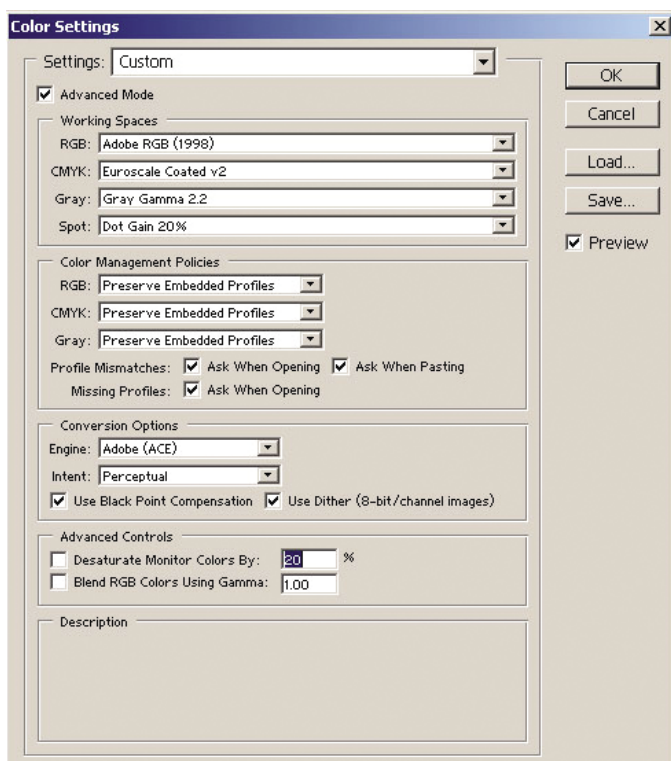 Color Settings
Settings: Custom
OK
Advanced Mode
Cancel
Working Spaces
RGB: Adobe RGB (1998)
CMYK: Euroscale Coated v2
Load...
Gray: Gray Gamma 2.2
Save...
Spot: Dot Gain 20%
Preview
Color Management Policies
RGB: Preserve Embedded Profiles
CMYK: Preserve Embedded Profiles
Gray: Preserve Embedded Profiles
Profile Mismatches: Ask When Opening Ask When Pasting
Missing Profiles: Ask When Opening
Conversion Options
Engine: Adobe (ACE)
Intent: Perceptual
Use Black Point Compensation Use Dither (8-bit/channel images)
Advanced Controls
Desaturate Monitor Colors By: 20 %
Blend RGB Colors Using Gamma: 1.00
Description